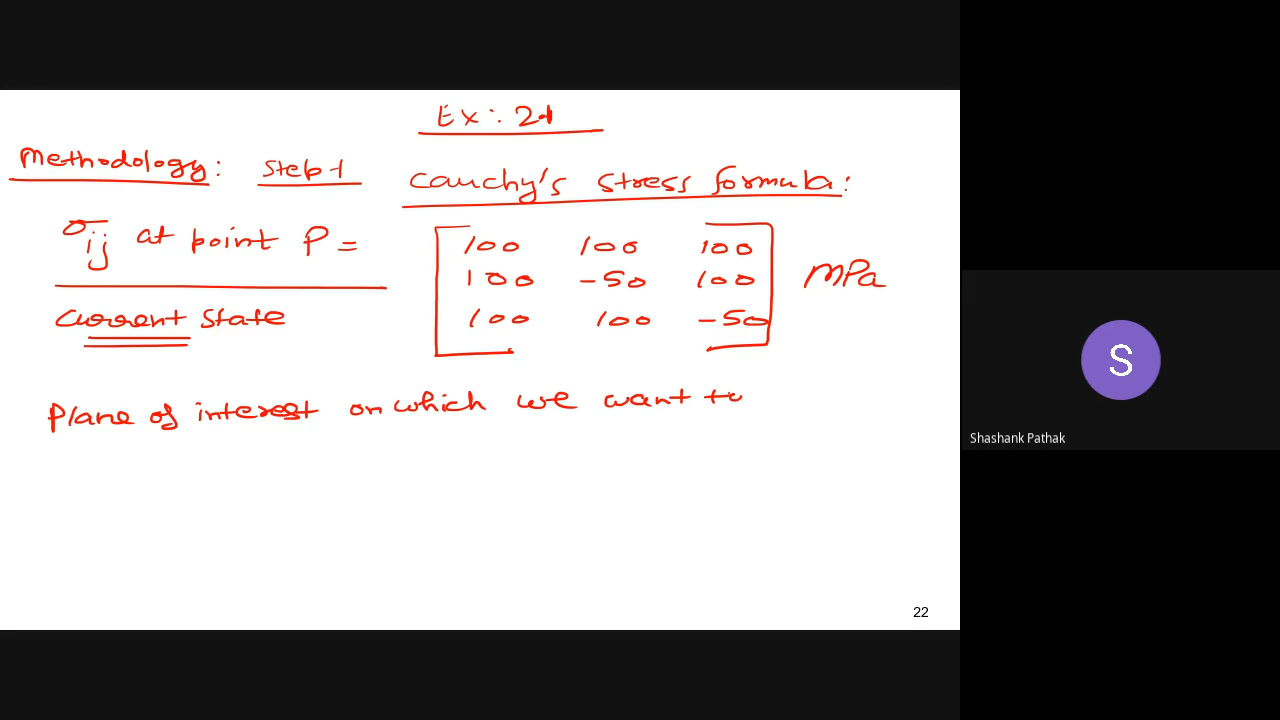 Ex: 21
Methodology: Step 1 Cauchy's stress formula:
σij at point P = [100 100 100
100 -50 100
100 100 -50] MPa
Current State
Plane of interest on which we want to
22
S
Shashank Pathak